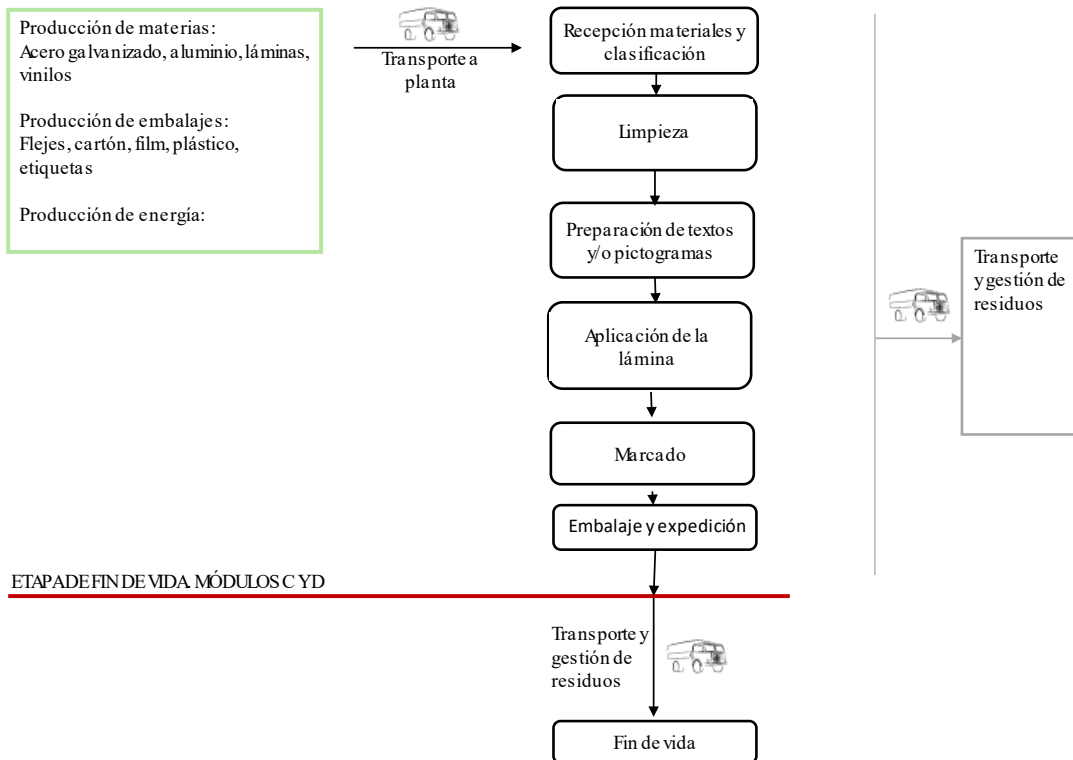 Producción de materias:
Acero galvanizado, aluminio, láminas,
vinilos
Producción de embalajes:
Flejes, cartón, film, plástico,
etiquetas
Producción de energía:
Transporte a
planta
Recepción materiales y
clasificación
Limpieza
Preparación de textos
y/o pictogramas
Aplicación de la
lámina
Marcado
Embalaje y expedición
Transporte
y gestión de
residuos
ETAPA DE FIN DE VIDA. MÓDULOS C Y D
Transporte y
gestión de
residuos
Fin de vida